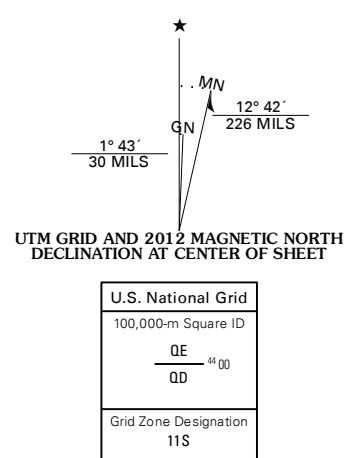 ★
MN
12° 42´
226 MILS
GN
1° 43´
30 MILS
UTM GRID AND 2012 MAGNETIC NORTH
DECLINATION AT CENTER OF SHEET
U.S. National Grid
100,000-m Square ID
QE
44 00
QD
Grid Zone Designation
11S